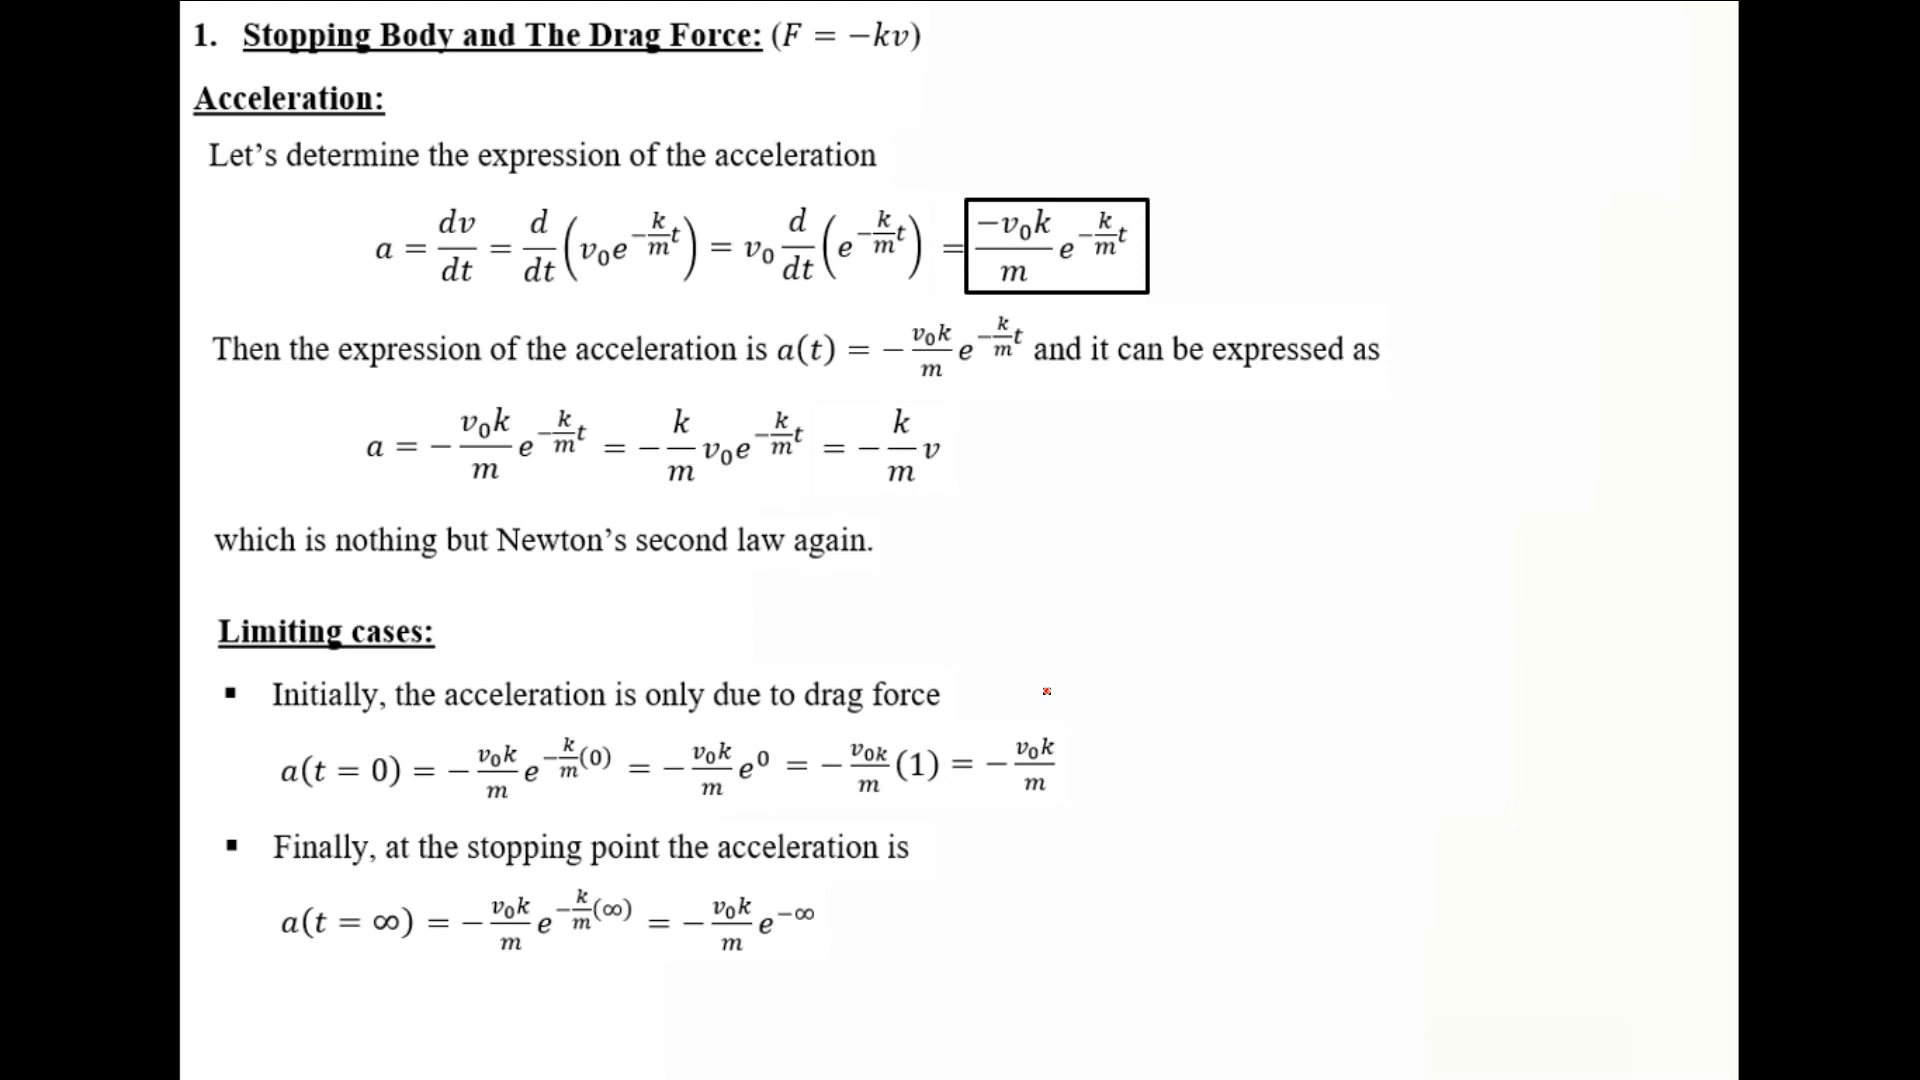 1. Stopping Body and The Drag Force: (F = −kv)
Acceleration:
Let’s determine the expression of the acceleration
a = dv/dt = d/dt (v₀e^(−(k/m)t)) = v₀ d/dt (e^(−(k/m)t)) = (−v₀k/m) e^(−(k/m)t)
Then the expression of the acceleration is a(t) = −(v₀k/m) e^(−(k/m)t) and it can be expressed as
a = −(v₀k/m) e^(−(k/m)t) = −(k/m) v₀e^(−(k/m)t) = −(k/m) v
which is nothing but Newton’s second law again.
Limiting cases:
▪ Initially, the acceleration is only due to drag force
a(t = 0) = −(v₀k/m) e^(−(k/m)(0)) = −(v₀k/m) e⁰ = −(v₀ₖ/m) (1) = −(v₀k/m)
▪ Finally, at the stopping point the acceleration is
a(t = ∞) = −(v₀k/m) e^(−(k/m)(∞)) = −(v₀k/m) e^(−∞)